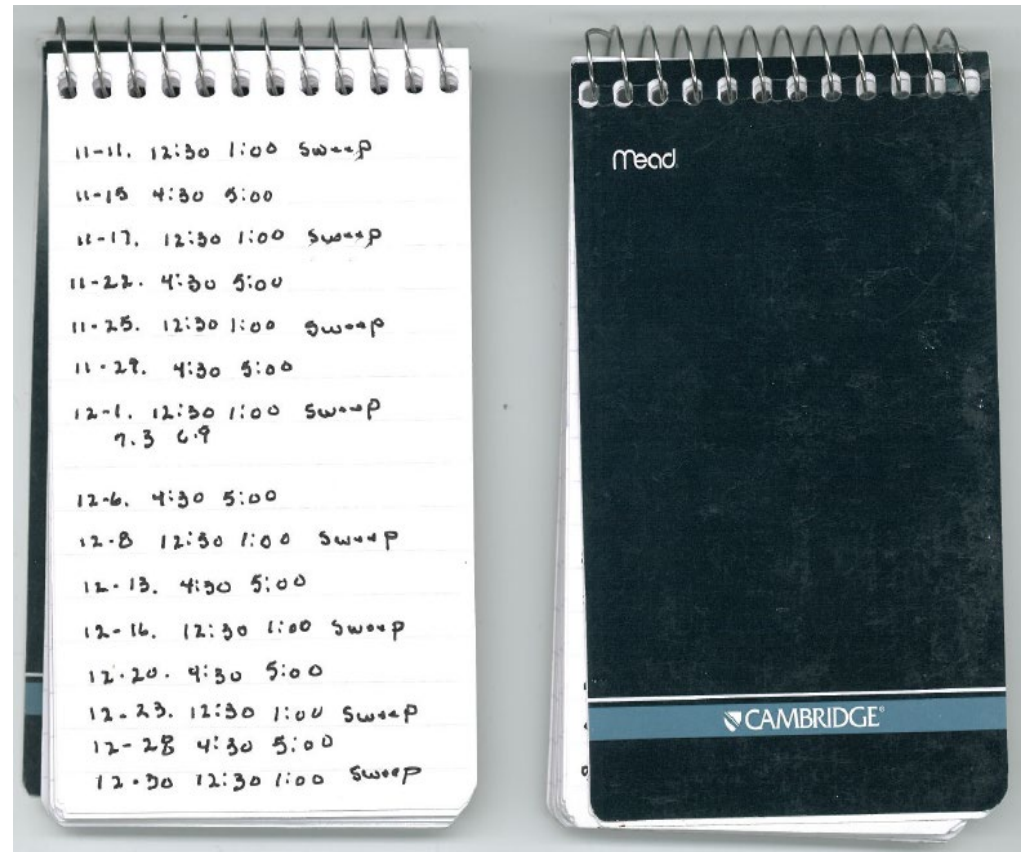 11-11. 12:30 1:00 Sweep
11-15 4:30 5:00
11-17. 12:30 1:00 Sweep
11-22. 4:30 5:00
11-25. 12:30 1:00 Sweep
11-29. 4:30 5:00
12-1. 12:30 1:00 Sweep
7.3 6.9
12-6. 4:30 5:00
12-8 12:30 1:00 Sweep
12-13. 4:30 5:00
12-16. 12:30 1:00 Sweep
12-20. 4:30 5:00
12-23. 12:30 1:00 Sweep
12-28 4:30 5:00
12-30 12:30 1:00 Sweep
Mead
CAMBRIDGE®